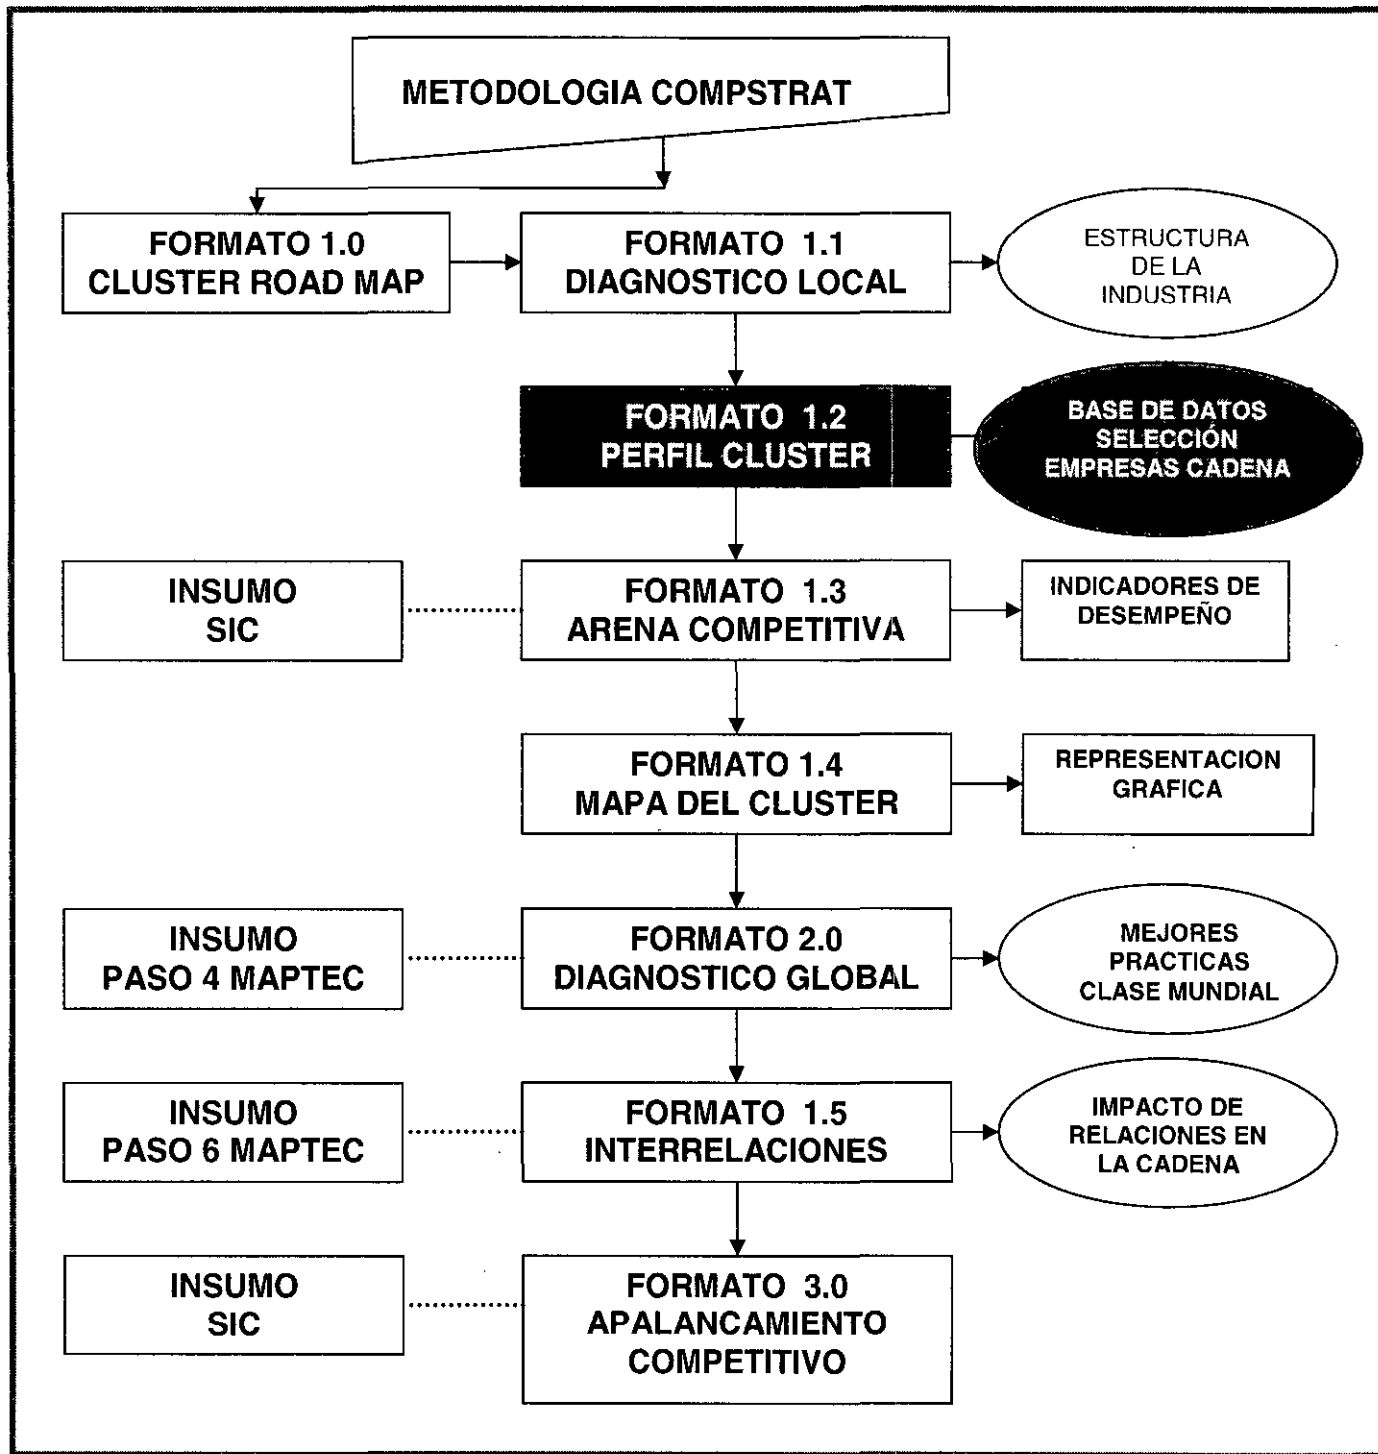 METODOLOGIA COMPSTRAT
FORMATO 1.0
CLUSTER ROAD MAP
FORMATO 1.1
DIAGNOSTICO LOCAL
ESTRUCTURA
DE LA
INDUSTRIA
FORMATO 1.2
PERFIL CLUSTER
BASE DE DATOS
SELECCIÓN
EMPRESAS CADENA
INSUMO
SIC
FORMATO 1.3
ARENA COMPETITIVA
INDICADORES DE
DESEMPEÑO
FORMATO 1.4
MAPA DEL CLUSTER
REPRESENTACION
GRAFICA
INSUMO
PASO 4 MAPTEC
FORMATO 2.0
DIAGNOSTICO GLOBAL
MEJORES
PRACTICAS
CLASE MUNDIAL
INSUMO
PASO 6 MAPTEC
FORMATO 1.5
INTERRELACIONES
IMPACTO DE
RELACIONES EN
LA CADENA
INSUMO
SIC
FORMATO 3.0
APALANCAMIENTO
COMPETITIVO